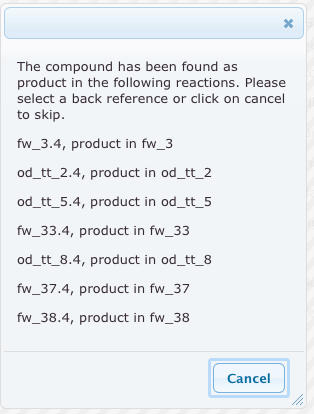 The compound has been found as
product in the following reactions. Please
select a back reference or click on cancel
to skip.
fw_3.4, product in fw_3
od_tt_2.4, product in od_tt_2
od_tt_5.4, product in od_tt_5
fw_33.4, product in fw_33
od_tt_8.4, product in od_tt_8
fw_37.4, product in fw_37
fw_38.4, product in fw_38
Cancel